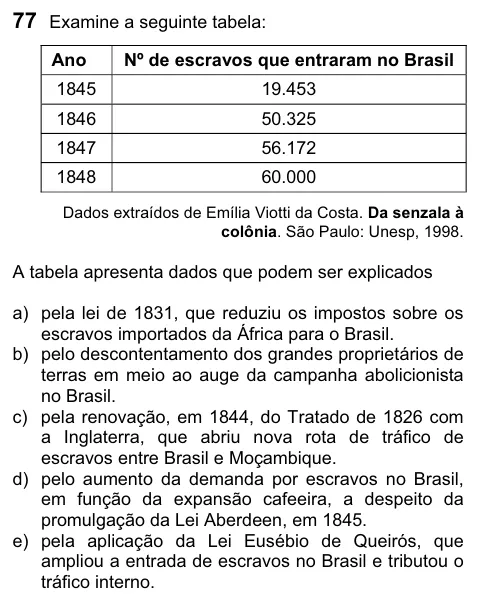 77 Examine a seguinte tabela:
Ano Nº de escravos que entraram no Brasil
1845 19.453
1846 50.325
1847 56.172
1848 60.000
Dados extraídos de Emília Viotti da Costa. Da senzala à
colônia. São Paulo: Unesp, 1998.
A tabela apresenta dados que podem ser explicados
a) pela lei de 1831, que reduziu os impostos sobre os
escravos importados da África para o Brasil.
b) pelo descontentamento dos grandes proprietários de
terras em meio ao auge da campanha abolicionista
no Brasil.
c) pela renovação, em 1844, do Tratado de 1826 com
a Inglaterra, que abriu nova rota de tráfico de
escravos entre Brasil e Moçambique.
d) pelo aumento da demanda por escravos no Brasil,
em função da expansão cafeeira, a despeito da
promulgação da Lei Aberdeen, em 1845.
e) pela aplicação da Lei Eusébio de Queirós, que
ampliou a entrada de escravos no Brasil e tributou o
tráfico interno.